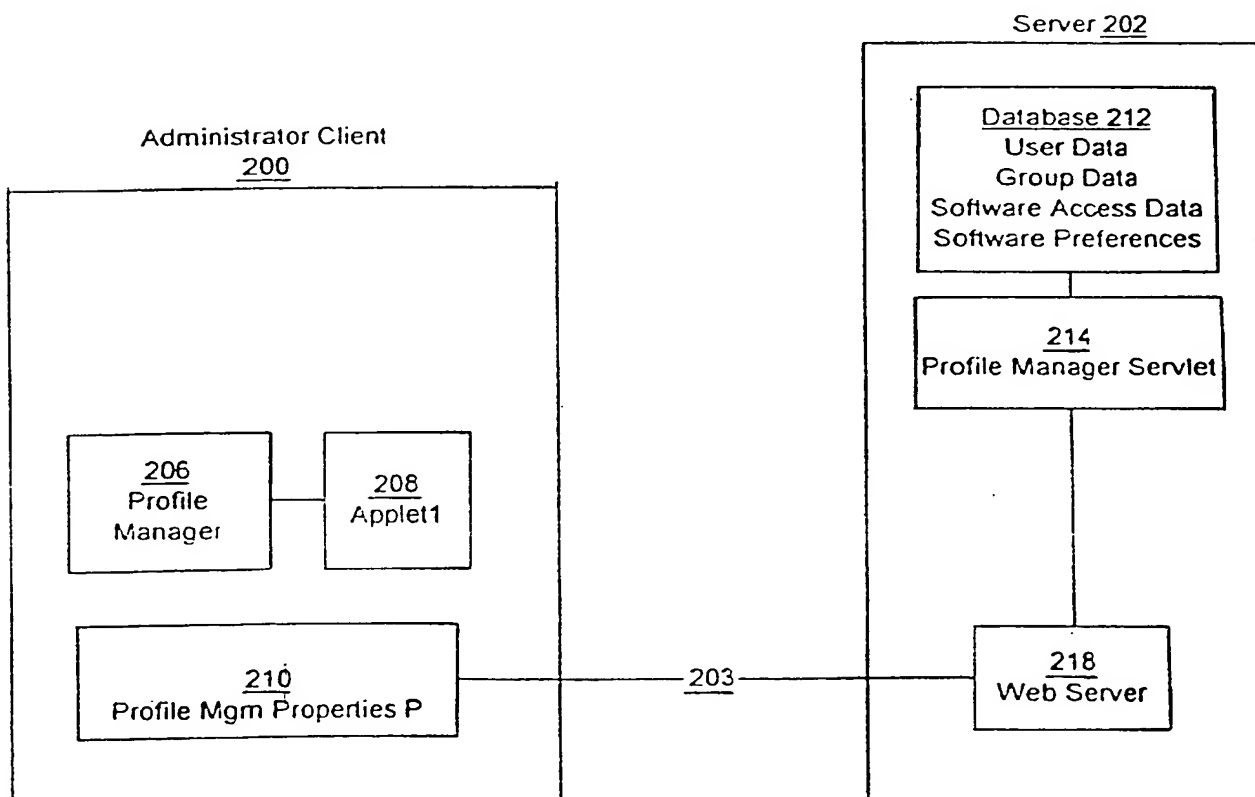 Server 202
Database 212
User Data
Group Data
Software Access Data
Software Preferences
Administrator Client
200
214
Profile Manager Servlet
206
Profile
Manager
208
Applet1
210
Profile Mgm Properties P
203
218
Web Server